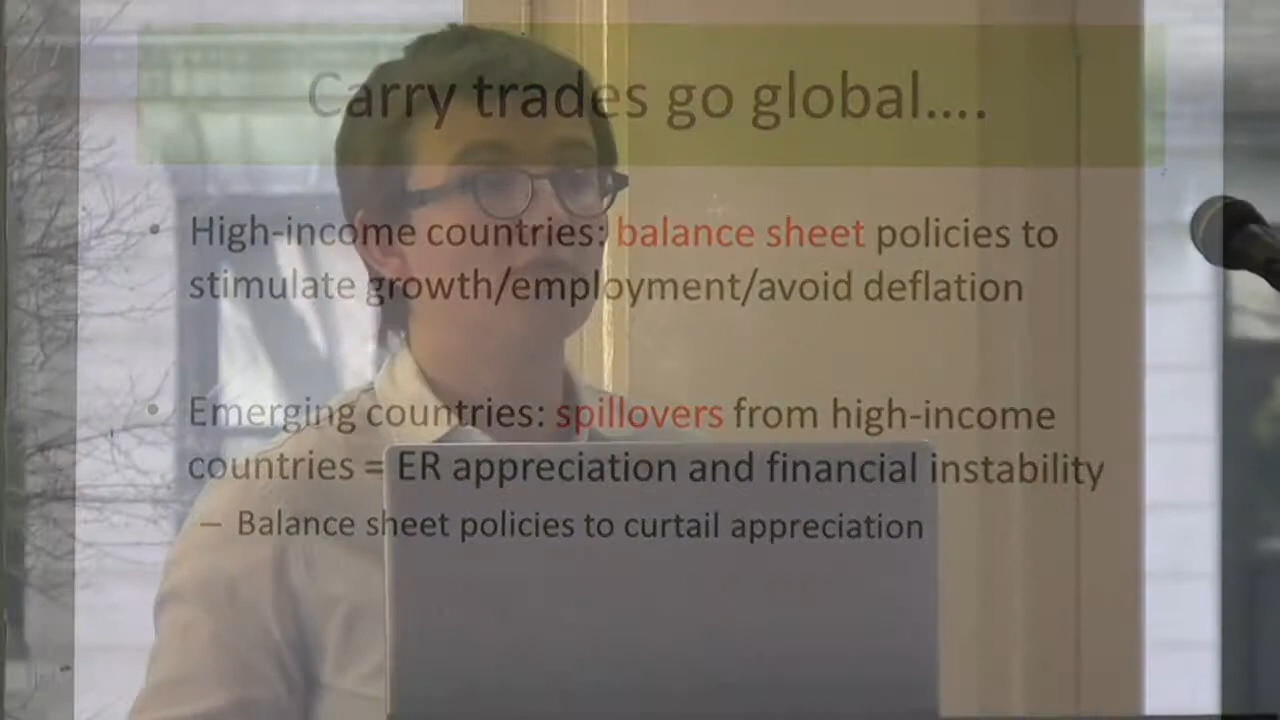 Carry trades go global....
• High-income countries: balance sheet policies to
stimulate growth/employment/avoid deflation
• Emerging countries: spillovers from high-income
countries = ER appreciation and financial instability
– Balance sheet policies to curtail appreciation